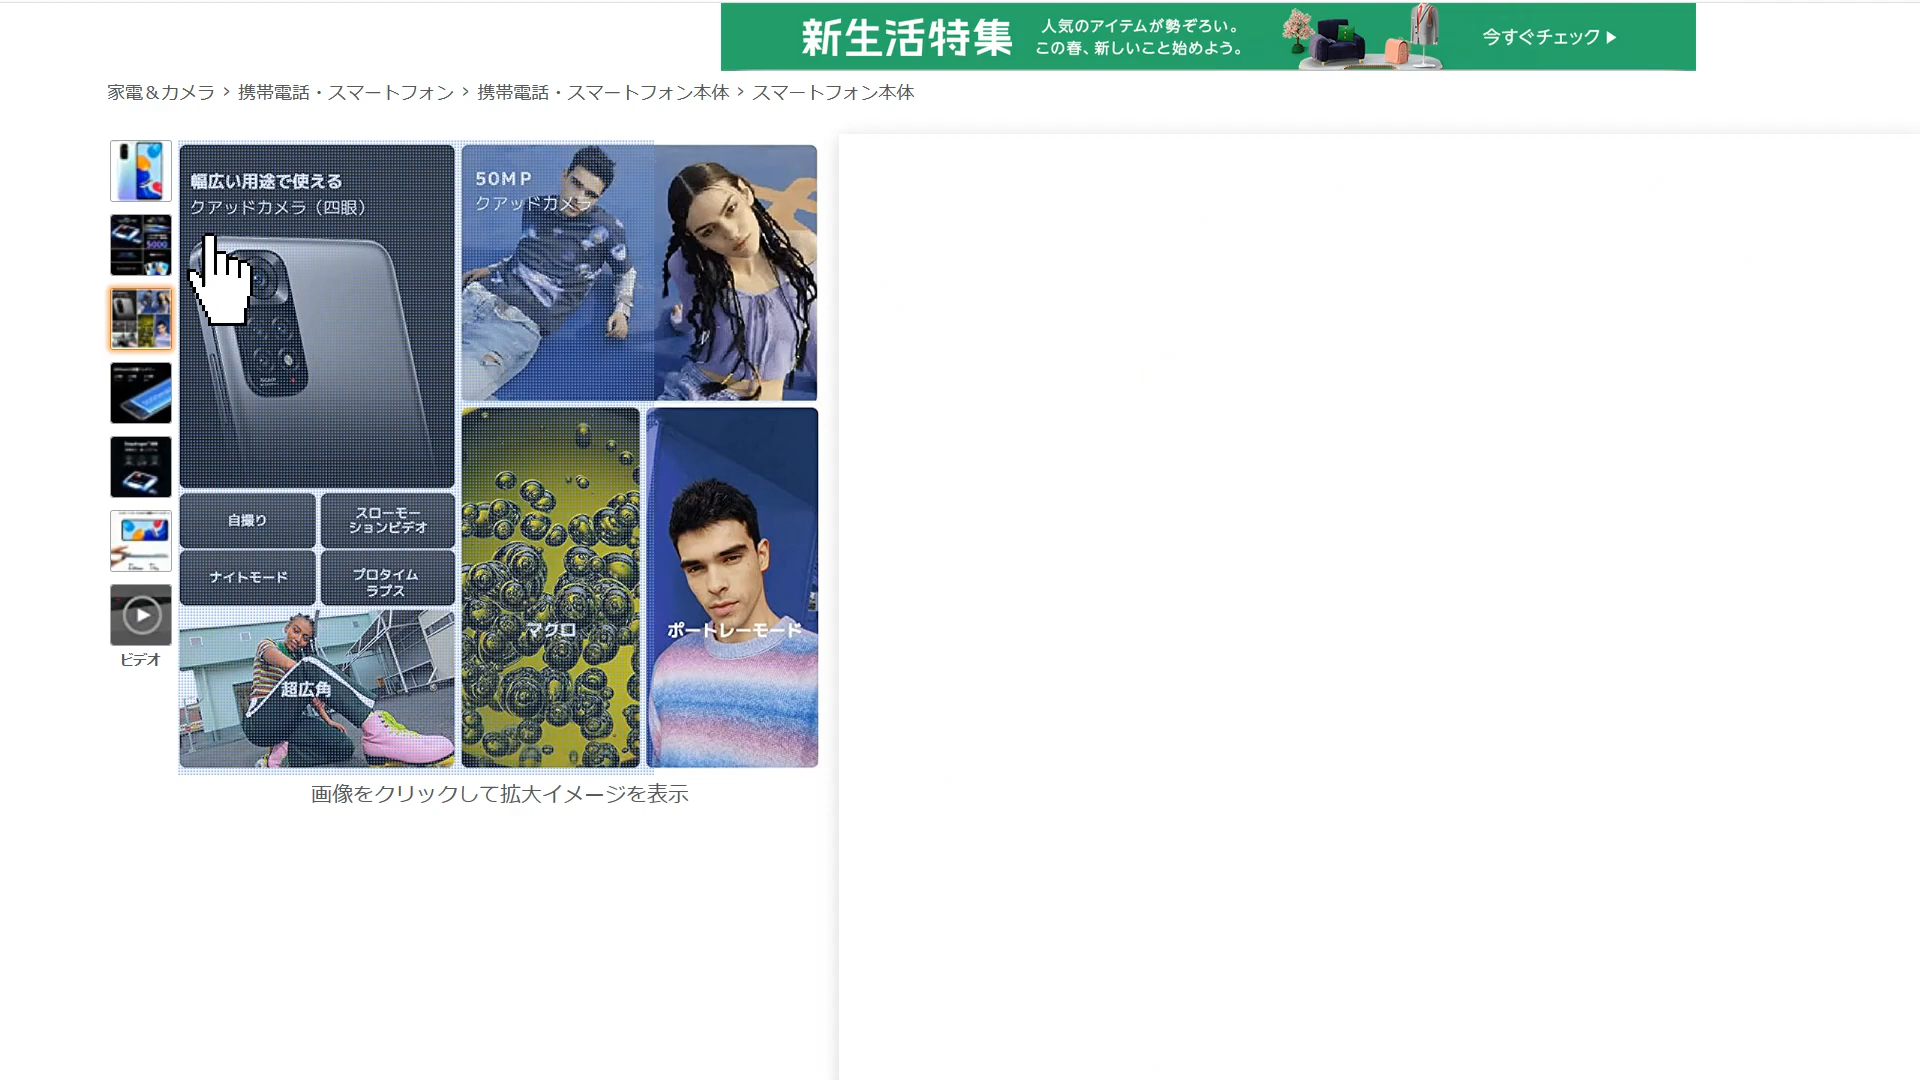 新生活特集
人気のアイテムが勢ぞろい。
この春、新しいこと始めよう。
今すぐチェック
家電＆カメラ › 携帯電話・スマートフォン › 携帯電話・スマートフォン本体 › スマートフォン本体
幅広い用途で使える
クアッドカメラ（四眼）
50MP
クアッドカメラ
自撮り
スローモー
ションビデオ
ナイトモード
プロタイム
ラプス
超広角
マクロ
ポートレーモード
5000
ビデオ
画像をクリックして拡大イメージを表示